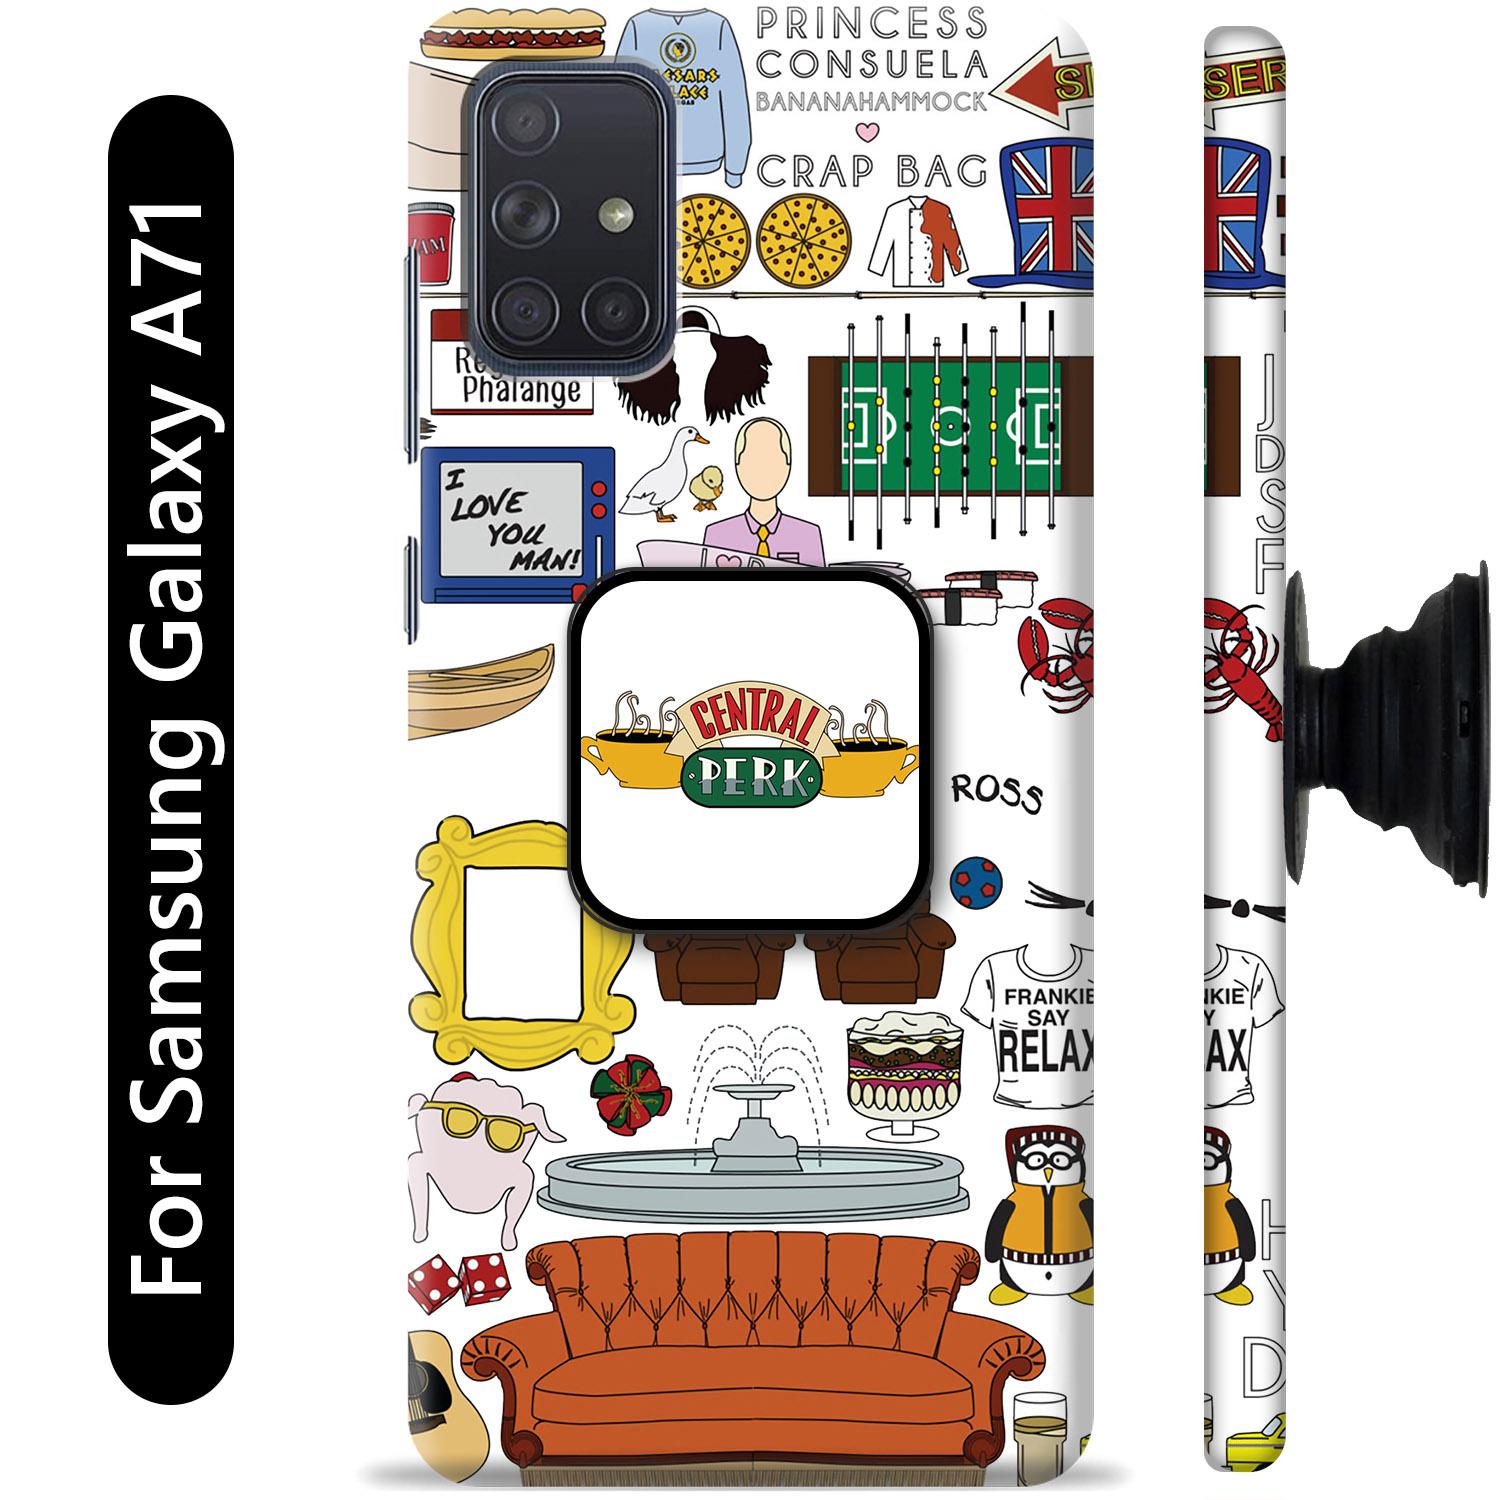 For Samsung Galaxy A71
PRINCESS
CONSUELA
BANANAHAMMOCK
CRAP BAG
Phalange
I
LOVE
YOU
MAN!
CENTRAL
PERK
ROSS
FRANKIE
SAY
RELAX